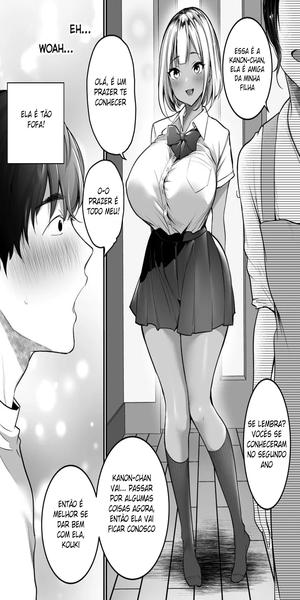 ESSA É A
KANON-CHAN,
ELA É AMIGA
DA MINHA
FILHA
EH...
WOAH...
OLÁ, É UM
PRAZER TE
CONHECER
ELA É TÃO
FOFA!
O-O
PRAZER É
TODO MEU!
SE LEMBRA?
VOCÊS SE
CONHECERAM
NO SEGUNDO
ANO
KANON-CHAN
VAI... PASSAR
POR ALGUMAS
COISAS AGORA,
ENTÃO ELA VAI
FICAR CONOSCO
ENTÃO É
MELHOR SE
DAR BEM
COM ELA,
KOUKI